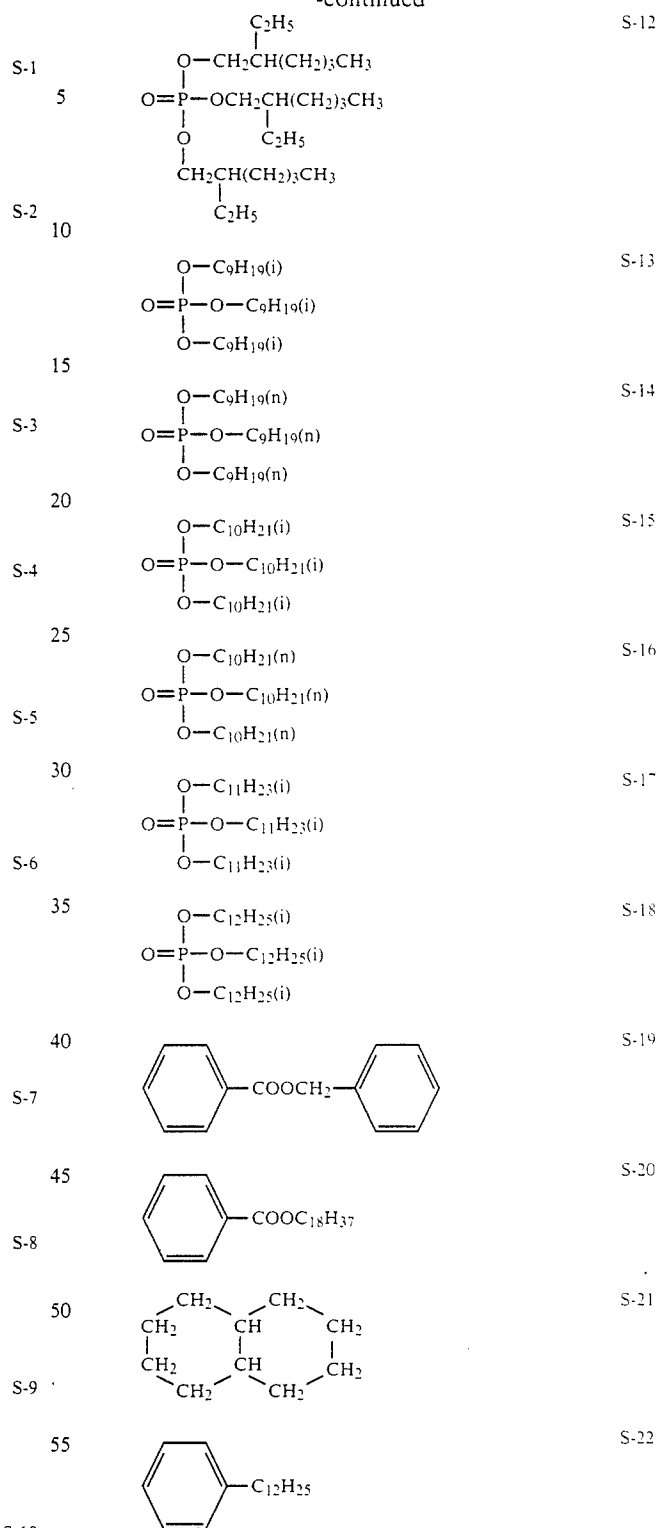 -continued
C2H5 S-12
S-1 O—CH2CH(CH2)3CH3
5 O=P—OCH2CH(CH2)3CH3
O C2H5
CH2CH(CH2)3CH3
S-2 C2H5
10
O—C9H19(i) S-13
O=P—O—C9H19(i)
O—C9H19(i)
15
O—C9H19(n) S-14
S-3 O=P—O—C9H19(n)
O—C9H19(n)
20
O—C10H21(i) S-15
S-4 O=P—O—C10H21(i)
O—C10H21(i)
25
O—C10H21(n) S-16
O=P—O—C10H21(n)
S-5 O—C10H21(n)
30
O—C11H23(i) S-17
O=P—O—C11H23(i)
S-6 O—C11H23(i)
35
O—C12H25(i) S-18
O=P—O—C12H25(i)
O—C12H25(i)
40 S-19
S-7 —COOCH2—
45 S-20
—COOC18H37
S-8
50 CH2 CH2 S-21
CH2 CH CH2
CH2 CH CH2
S-9 CH2 CH2
55 S-22
—C12H25